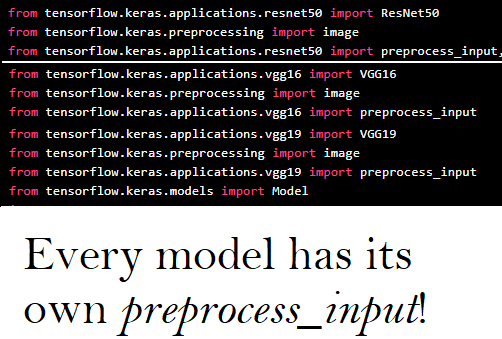 from tensorflow.keras.applications.resnet50 import ResNet50
from tensorflow.keras.preprocessing import image
from tensorflow.keras.applications.resnet50 import preprocess_input,
from tensorflow.keras.applications.vgg16 import VGG16
from tensorflow.keras.preprocessing import image
from tensorflow.keras.applications.vgg16 import preprocess_input
from tensorflow.keras.applications.vgg19 import VGG19
from tensorflow.keras.preprocessing import image
from tensorflow.keras.applications.vgg19 import preprocess_input
from tensorflow.keras.models import Model
Every model has its
own preprocess_input!